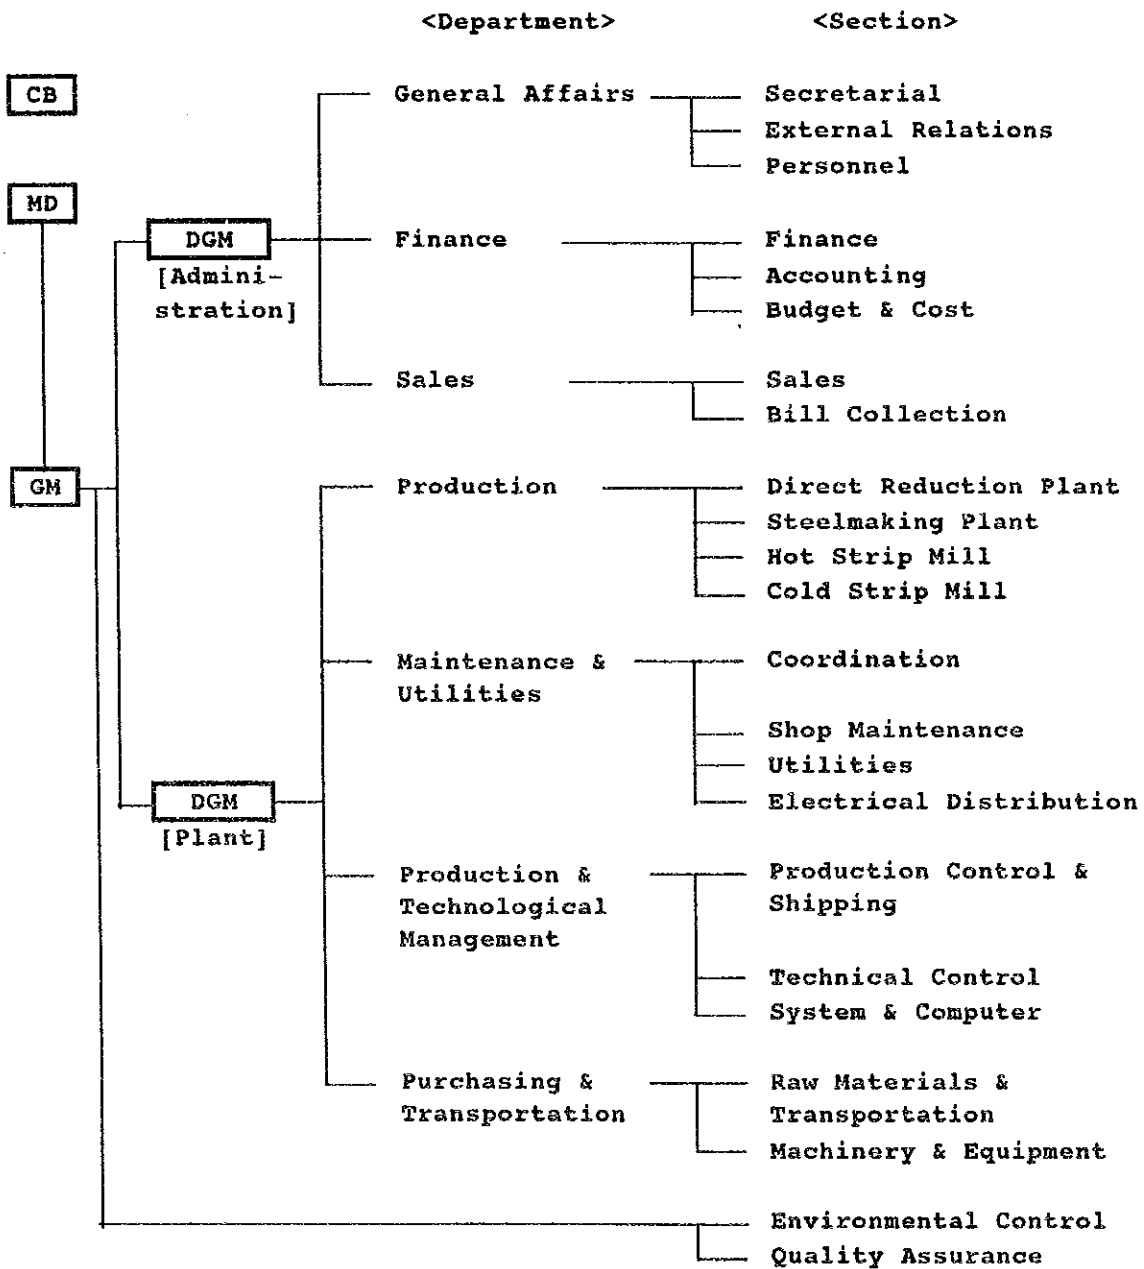 <Department> <Section>
CB
General Affairs Secretarial
External Relations
Personnel
MD
DGM Finance Finance
[Admini- Accounting
stration] Budget & Cost
Sales Sales
Bill Collection
GM Production Direct Reduction Plant
Steelmaking Plant
Hot Strip Mill
Cold Strip Mill
Maintenance & Coordination
Utilities
Shop Maintenance
Utilities
DGM Electrical Distribution
[Plant]
Production & Production Control &
Technological Shipping
Management
Technical Control
System & Computer
Purchasing & Raw Materials &
Transportation Transportation
Machinery & Equipment
Environmental Control
Quality Assurance